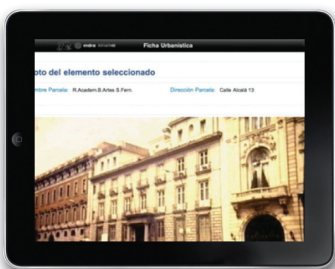 Ficha Urbanística
oto del elemento seleccionado
mbre Parcela: R.Academ.B.Artes S.Fern. Dirección Parcela: Calle Alcalá 13